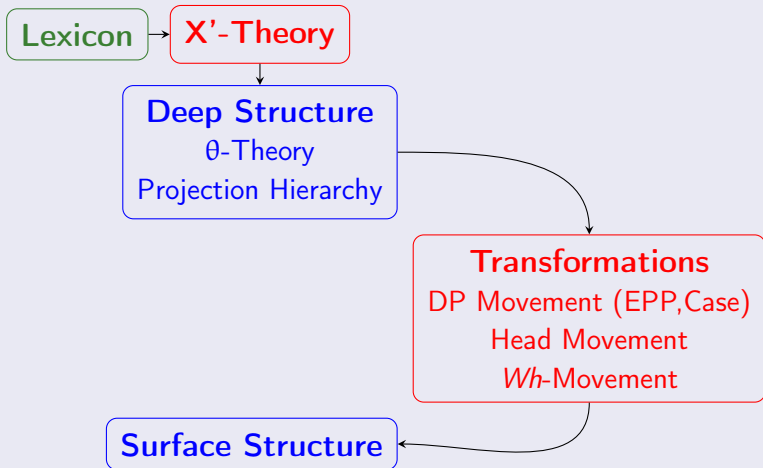 Lexicon
X'-Theory
Deep Structure
θ-Theory
Projection Hierarchy
Transformations
DP Movement (EPP,Case)
Head Movement
Wh-Movement
Surface Structure